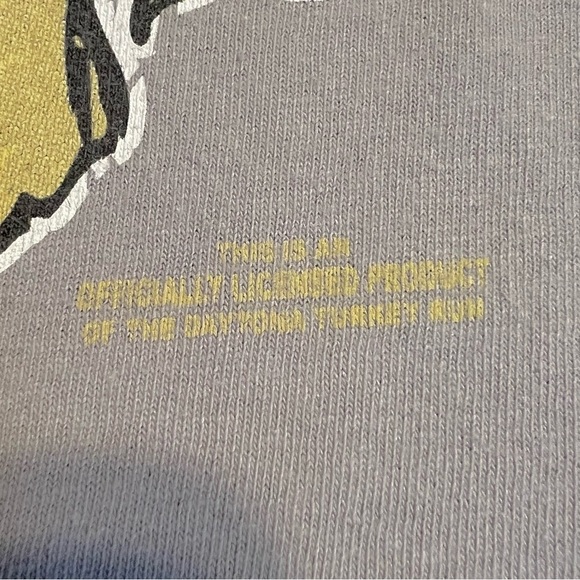 THIS IS AN
OFFICIALLY LICENSED PRODUCT
OF THE DAYTONA TURKEY RUN